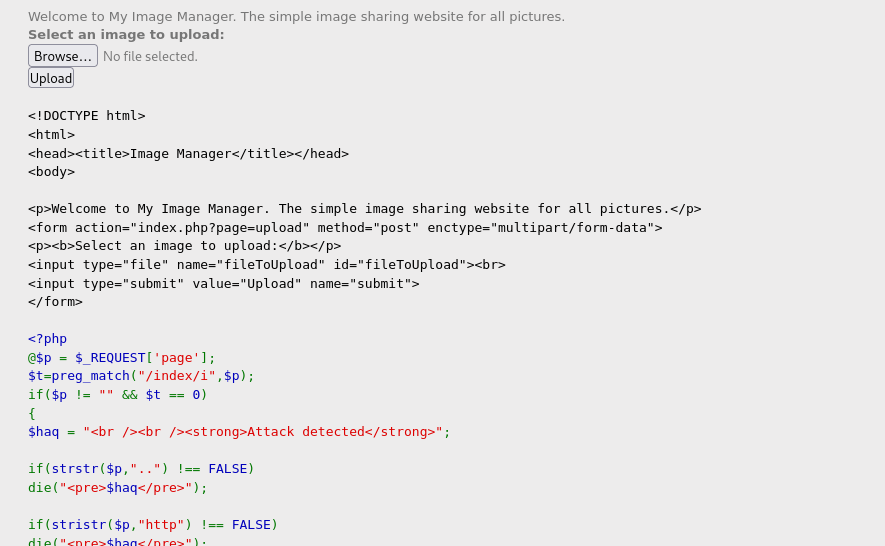 Welcome to My Image Manager. The simple image sharing website for all pictures.
Select an image to upload:
Browse... No file selected.
Upload
<!DOCTYPE html>
<html>
<head><title>Image Manager</title></head>
<body>
<p>Welcome to My Image Manager. The simple image sharing website for all pictures.</p>
<form action="index.php?page=upload" method="post" enctype="multipart/form-data">
<p><b>Select an image to upload:</b></p>
<input type="file" name="fileToUpload" id="fileToUpload"><br>
<input type="submit" value="Upload" name="submit">
</form>
<?php
@$p = $_REQUEST['page'];
$t=preg_match("/index/i",$p);
if($p != "" && $t == 0)
{
$haq = "<br /><br /><strong>Attack detected</strong>";
if(strstr($p,"..") !== FALSE)
die("<pre>$haq</pre>");
if(stristr($p,"http") !== FALSE)
die("<pre>$haq</pre>");